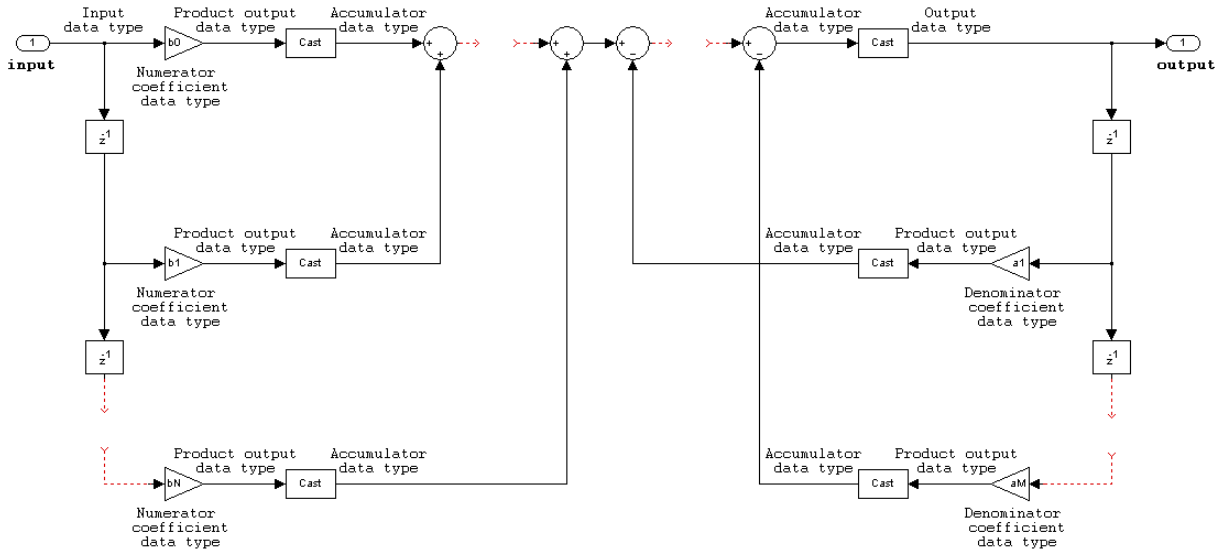 Input
data type
Product output
data type
Accumulator
data type
Accumulator
data type
Output
data type
1
input
b0
Cast
+
+
+
+
+
−
+
−
Cast
1
output
Numerator
coefficient
data type
z-1
z-1
Product output
data type
Accumulator
data type
Accumulator
data type
Product output
data type
b1
Cast
Cast
a1
Numerator
coefficient
data type
Denominator
coefficient
data type
z-1
z-1
Product output
data type
Accumulator
data type
Accumulator
data type
Product output
data type
bN
Cast
Cast
aM
Numerator
coefficient
data type
Denominator
coefficient
data type